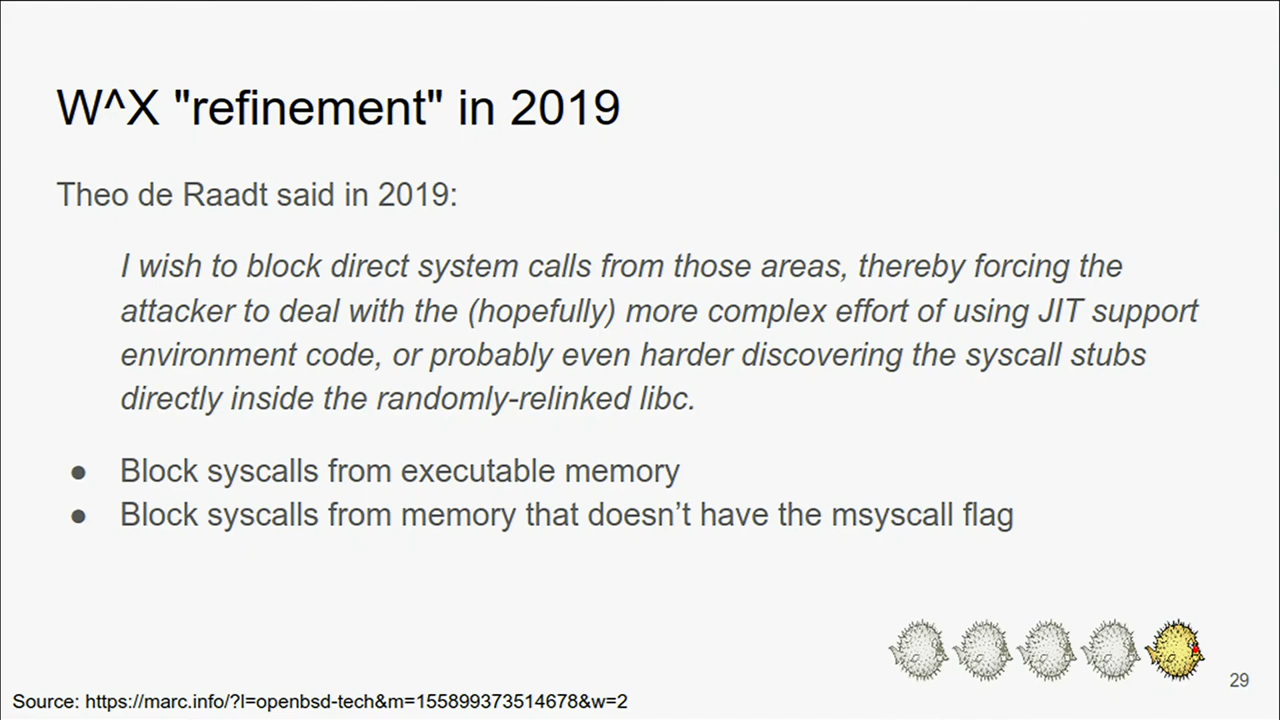 W^X "refinement" in 2019
Theo de Raadt said in 2019:
I wish to block direct system calls from those areas, thereby forcing the
attacker to deal with the (hopefully) more complex effort of using JIT support
environment code, or probably even harder discovering the syscall stubs
directly inside the randomly-relinked libc.
● Block syscalls from executable memory
● Block syscalls from memory that doesn’t have the msyscall flag
29
Source: https://marc.info/?l=openbsd-tech&m=155899373514678&w=2